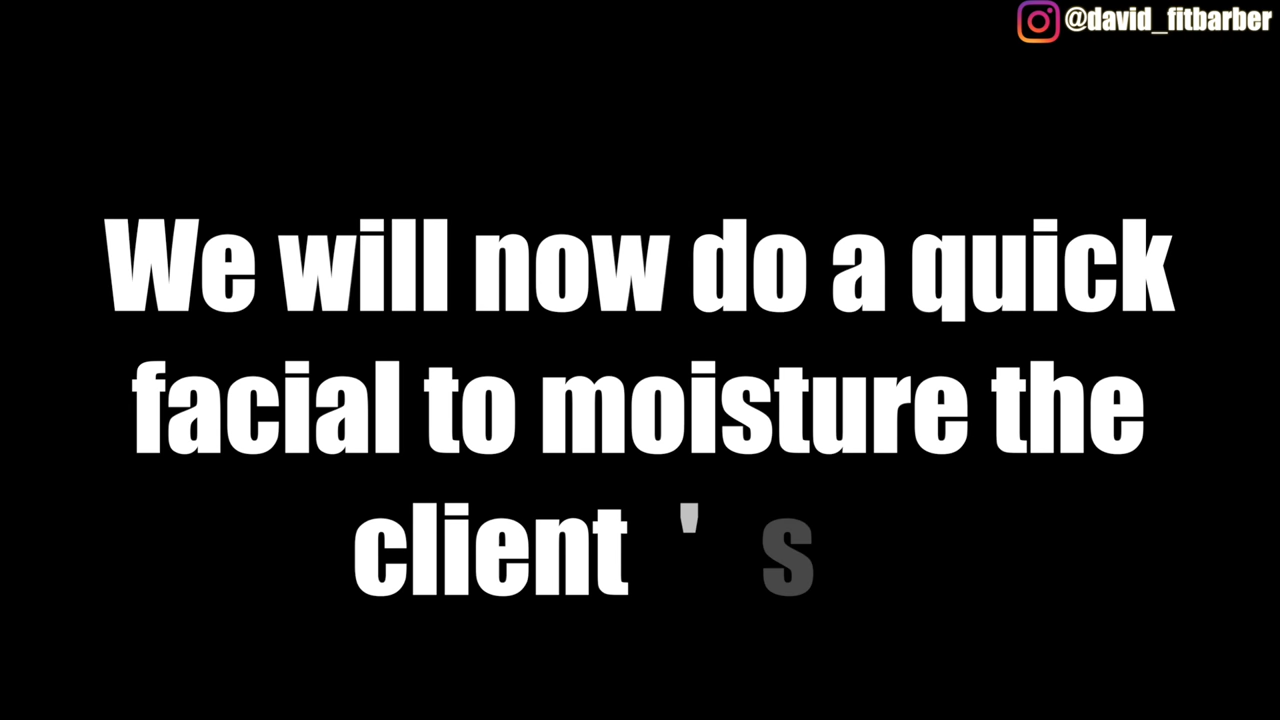 @david_fitbarber
We will now do a quick
facial to moisture the
client ' s